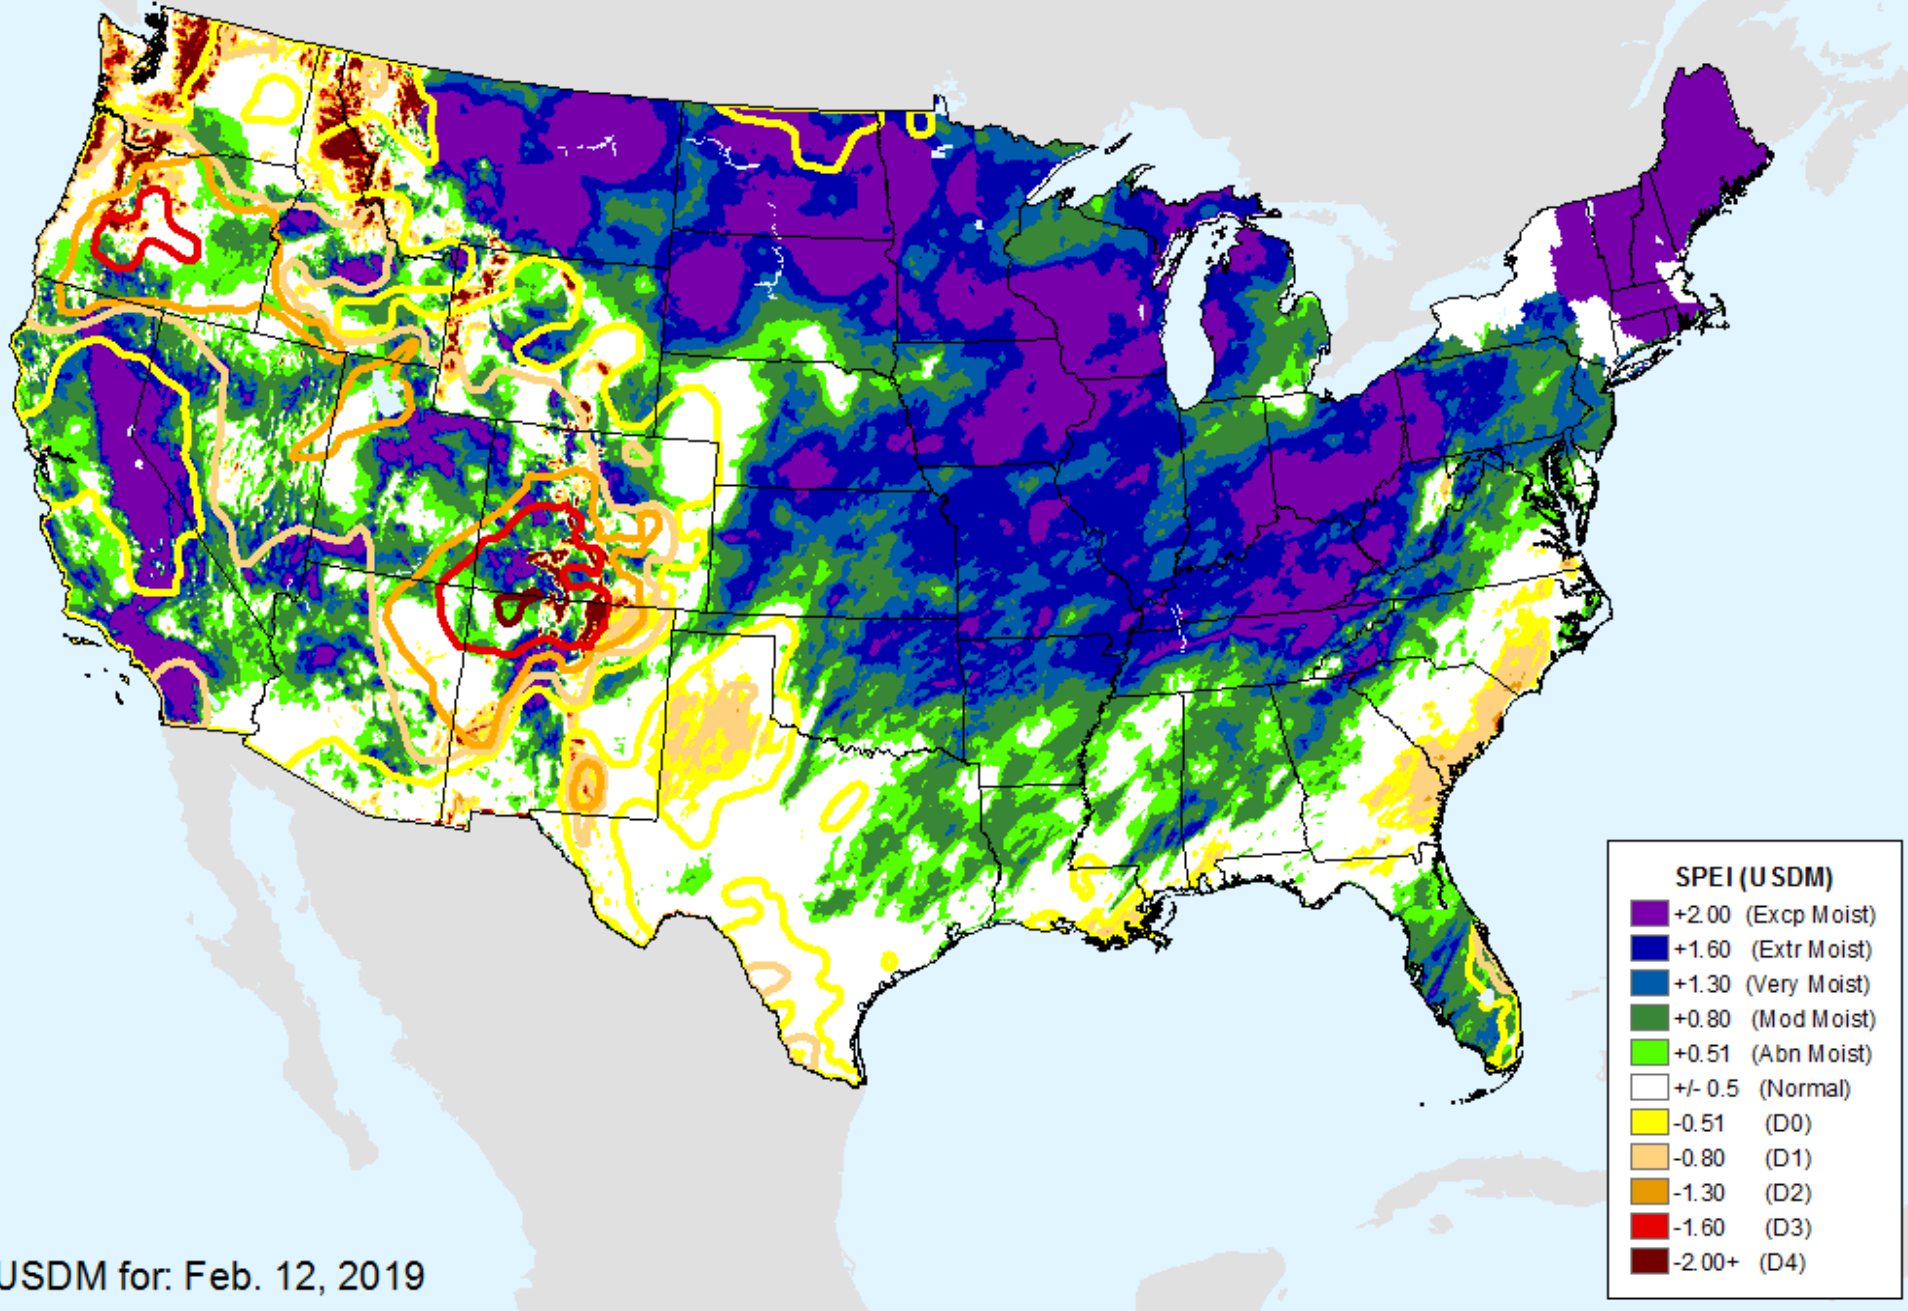 SPEI (USDM)
+2.00 (Excp Moist)
+1.60 (Extr Moist)
+1.30 (Very Moist)
+0.80 (Mod Moist)
+0.51 (Abn Moist)
+/- 0.5 (Normal)
-0.51 (D0)
-0.80 (D1)
-1.30 (D2)
-1.60 (D3)
-2.00+ (D4)
USDM for: Feb. 12, 2019